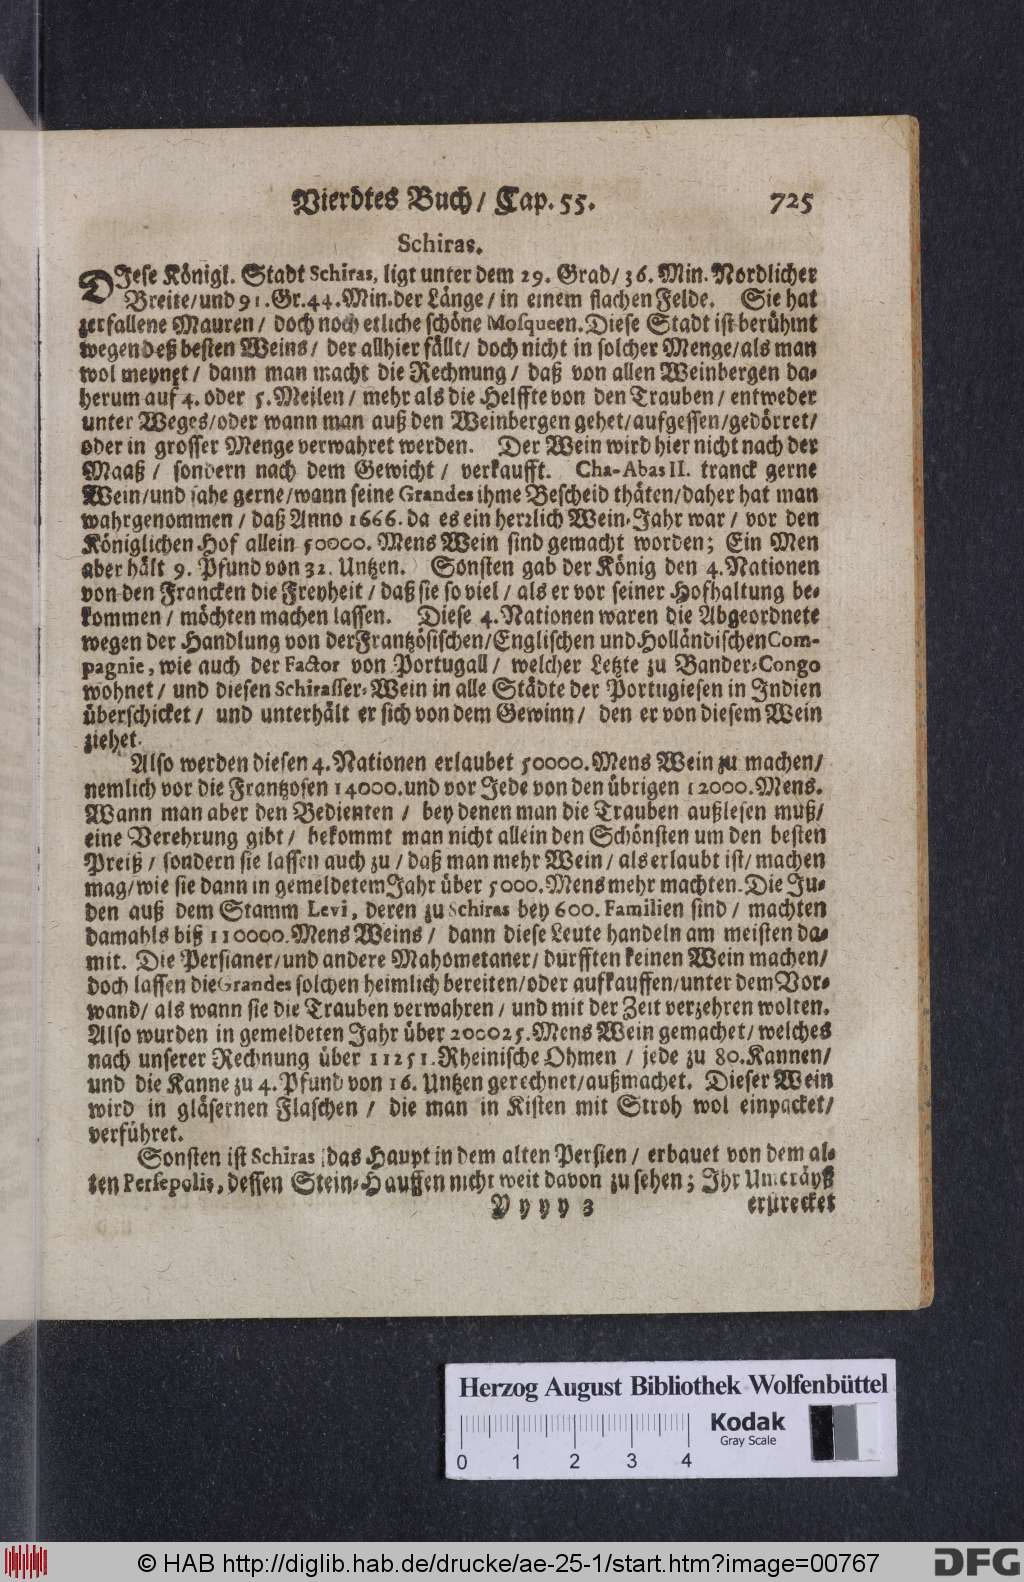 Vierdtes Buch / Cap. 55. 725
Schiras.
DJese Königl. Stadt Schiras, ligt unter dem 29. Grad / 36. Min. Nordlicher
Breite / und 91. Gr. 44. Min. der Länge / in einem flachen Felde. Sie hat
zerfallene Mauren / doch noch etliche schöne Mosqueen. Diese Stadt ist berühmt
wegen deß besten Weins / der allhier fällt / doch nicht in solcher Menge / als man
wol meynet / dann man macht die Rechnung / daß von allen Weinbergen da-
herum auf 4. oder 5. Meilen / mehr als die Helffte von den Trauben / entweder
unter Weges / oder wann man auß den Weinbergen gehet / aufgessen / gedörret /
oder in grosser Menge verwahret werden. Der Wein wird hier nicht nach der
Maaß / sondern nach dem Gewicht / verkaufft. Cha-Abas II. tranck gerne
Wein / und sahe gerne / wann seine Grandes ihme Bescheid thäten / daher hat man
wahrgenommen / daß Anno 1666. da es ein herrlich Wein-Jahr war / vor den
Königlichen Hof allein 50000. Mens Wein sind gemacht worden; Ein Men
aber hält 9. Pfund von 32. Untzen. Sonsten gab der König den 4. Nationen
von den Francken die Freyheit / daß sie so viel / als er vor seiner Hofhaltung be-
kommen / möchten machen lassen. Diese 4. Nationen waren die Abgeordnete
wegen der Handlung von der Frantzösischen / Englischen und Holländischen Com-
pagnie, wie auch der Factor von Portugall / welcher Letzte zu Bander-Congo
wohnet / und diesen Schirasser-Wein in alle Städte der Portugiesen in Indien
überschicket / und unterhält er sich von dem Gewinn / den er von diesem Wein
ziehet.
Also werden diesen 4. Nationen erlaubet 50000. Mens Wein zu machen /
nemlich vor die Frantzosen 14000. und vor Jede von den übrigen 12000. Mens.
Wann man aber den Bedienten / bey denen man die Trauben außlesen muß /
eine Verehrung gibt / bekommt man nicht allein den Schönsten um den besten
Preiß / sondern sie lassen auch zu / daß man mehr Wein / als erlaubt ist / machen
mag / wie sie dann in gemeldetem Jahr über 5000. Mens mehr machten. Die Ju-
den auß dem Stamm Levi, deren zu Schiras bey 600. Familien sind / machten
damahls biß 110000. Mens Weins / dann diese Leute handeln am meisten da-
mit. Die Persianer / und andere Mahometaner / durfften keinen Wein machen /
doch lassen die Grandes solchen heimlich bereiten / oder aufkauffen / unter dem Vor-
wand / als wann sie die Trauben verwahren / und mit der Zeit verzehren wolten.
Also wurden in gemeldeten Jahr über 200025. Mens Wein gemachet / welches
nach unserer Rechnung über 11251. Rheinische Ohmen / jede zu 80. Kannen /
und die Kanne zu 4. Pfund von 16. Untzen gerechnet / außmachet. Dieser Wein
wird in gläsernen Flaschen / die man in Kisten mit Stroh wol einpacket /
verführet.
Sonsten ist Schiras das Haupt in dem alten Persien / erbauet von dem al-
ten Persepolis, dessen Stein-Hauffen nicht weit davon zu sehen; Ihr Umcräyß
Yyyy 3 erstrecket
Herzog August Bibliothek Wolfenbüttel
Kodak
Gray Scale
0 1 2 3 4
© HAB http://diglib.hab.de/drucke/ae-25-1/start.htm?image=00767
DFG